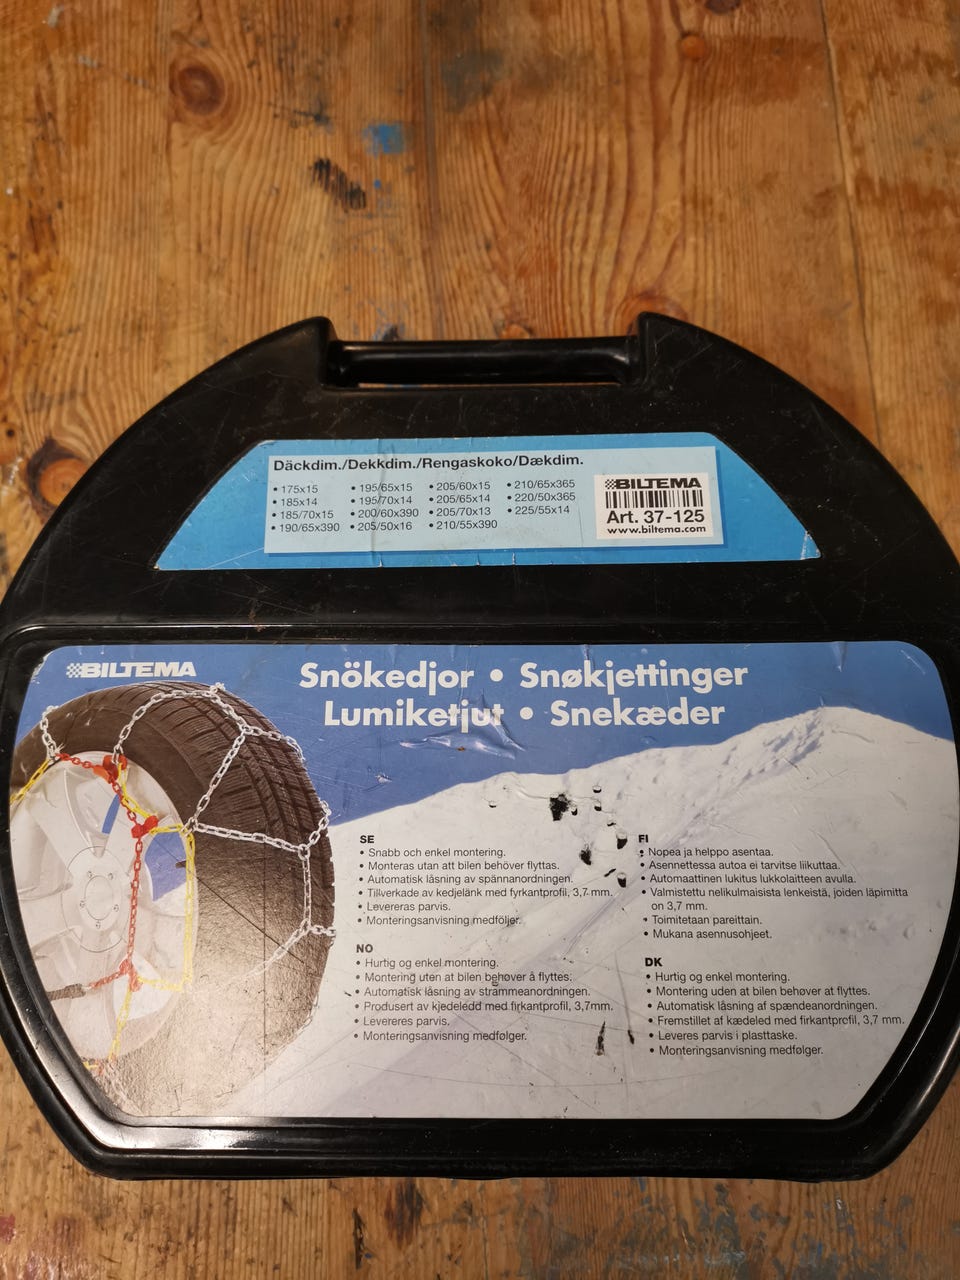 Däckdim./Dekkdim./Rengaskoko/Dækdim.
• 175x15
• 185x14
• 185/70x15
• 190/65x390
• 195/65x15
• 195/70x14
• 200/60x390
• 205/50x16
• 205/60x15
• 205/65x14
• 205/70x13
• 210/55x390
• 210/65x365
• 220/50x365
• 225/55x14
BILTEMA
Art. 37-125
www.biltema.com
BILTEMA
Snökedjor • Snøkjettinger
Lumiketjut • Snekæder
SE
• Snabb och enkel montering.
• Monteras utan att bilen behöver flyttas.
• Automatisk låsning av spännanordningen.
• Tillverkade av kedjelänk med fyrkantprofil, 3,7 mm.
• Levereras parvis.
• Monteringsanvisning medföljer.
NO
• Hurtig og enkel montering.
• Montering uten at bilen behøver å flyttes.
• Automatisk låsning av strammeanordningen.
• Produsert av kjedeledd med firkantprofil, 3,7mm.
• Levereres parvis.
• Monteringsanvisning medfølger.
FI
• Nopea ja helppo asentaa.
• Asennettessa autoa ei tarvitse liikuttaa.
• Automaattinen lukitus lukkolaitteen avulla.
• Valmistettu nelikulmaisista lenkeistä, joiden läpimitta
on 3,7 mm.
• Toimitetaan pareittain.
• Mukana asennusohjeet.
DK
• Hurtig og enkel montering.
• Montering uden at bilen behøver at flyttes.
• Automatisk låsning af spændeanordningen.
• Fremstillet af kædeled med firkantprofil, 3,7 mm.
• Leveres parvis i plasttaske.
• Monteringsanvisning medfølger.